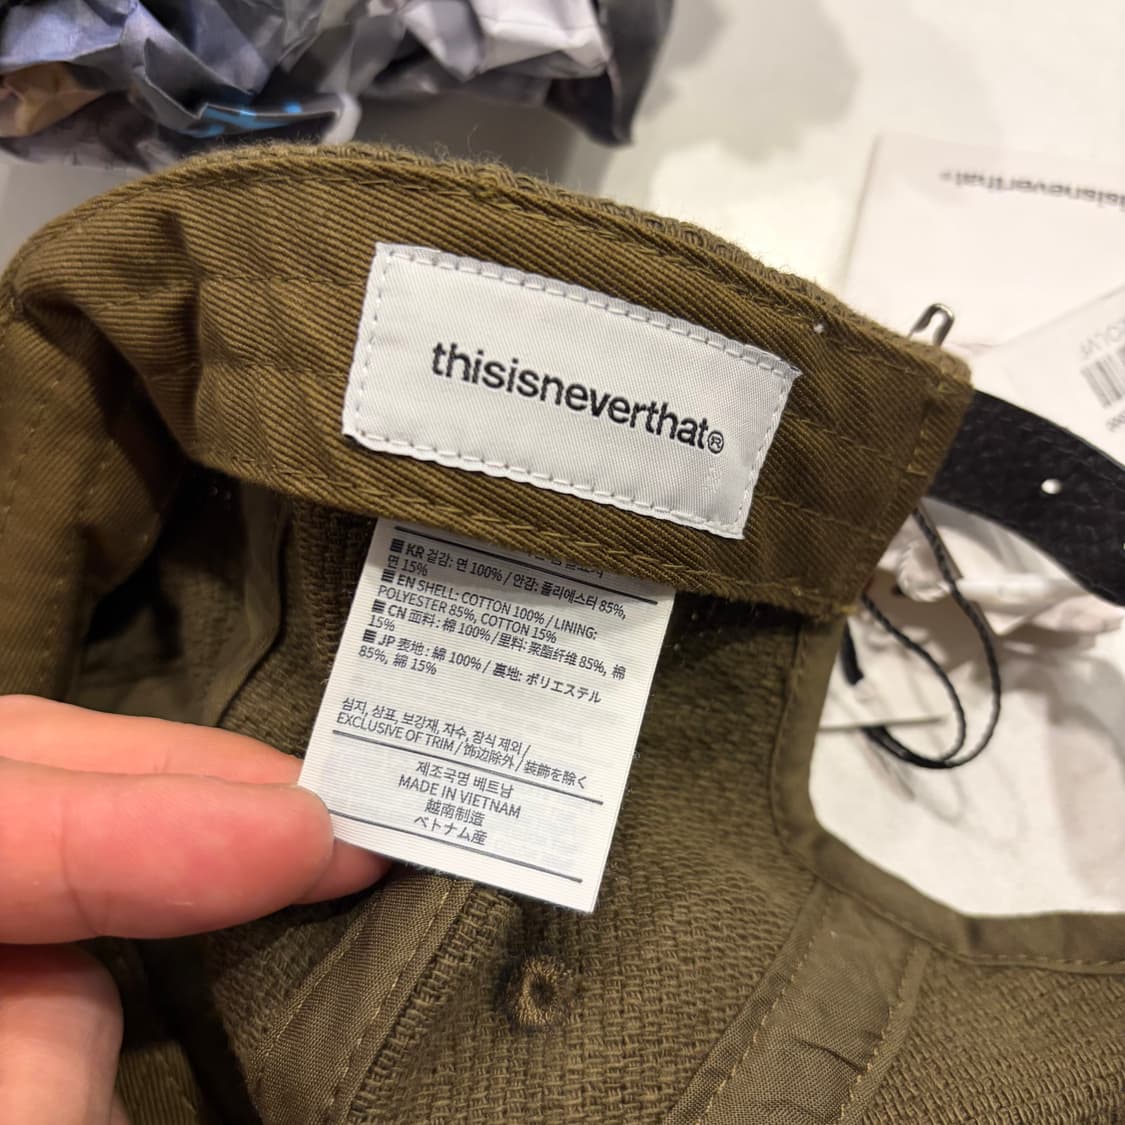 thisisneverthat®
thisisneverthat®
KR 겉감: 면 100% / 안감: 폴리에스터 85%,
면 15%
EN SHELL: COTTON 100% / LINING:
POLYESTER 85%, COTTON 15%
CN 面料: 棉 100% / 里料: 聚酯纤维 85%, 棉
15%
JP 表地: 綿 100% / 裏地: ポリエステル
85%, 綿 15%
심지, 상표, 보강재, 자수, 장식 제외 /
EXCLUSIVE OF TRIM / 饰边除外 / 装飾を除く
제조국명 베트남
MADE IN VIETNAM
越南制造
ベトナム産